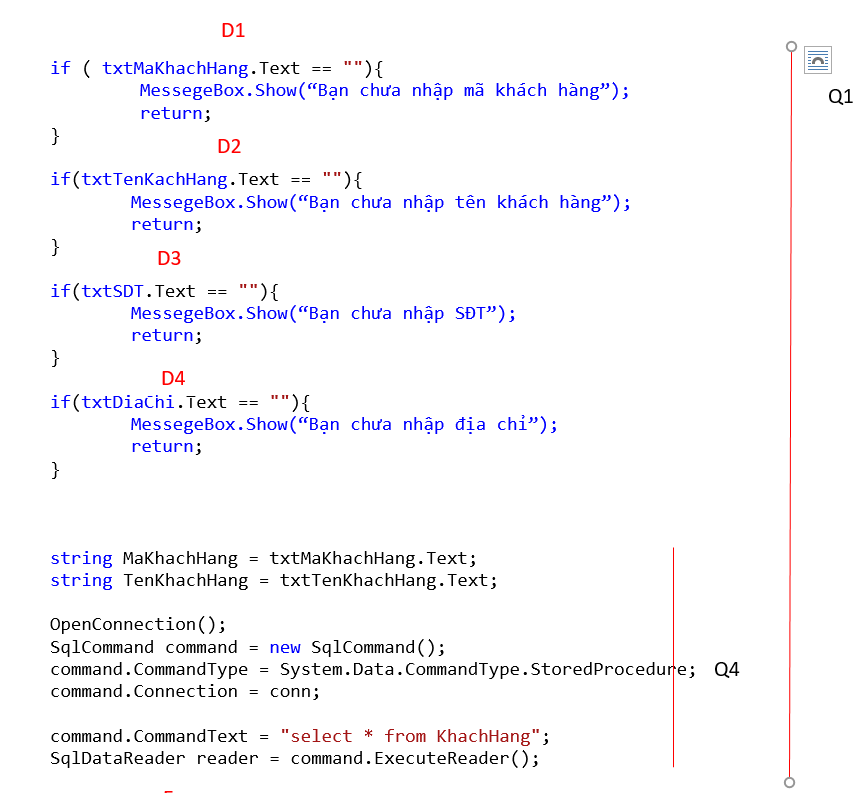 D1
if ( txtMaKhachHang.Text == ""){
MessegeBox.Show(“Bạn chưa nhập mã khách hàng”);
return;
}
Q1
D2
if(txtTenKachHang.Text == ""){
MessegeBox.Show(“Bạn chưa nhập tên khách hàng”);
return;
}
D3
if(txtSDT.Text == ""){
MessegeBox.Show(“Bạn chưa nhập SĐT”);
return;
}
D4
if(txtDiaChi.Text == ""){
MessegeBox.Show(“Bạn chưa nhập địa chỉ”);
return;
}
string MaKhachHang = txtMaKhachHang.Text;
string TenKhachHang = txtTenKhachHang.Text;
OpenConnection();
SqlCommand command = new SqlCommand();
command.CommandType = System.Data.CommandType.StoredProcedure; Q4
command.Connection = conn;
command.CommandText = "select * from KhachHang";
SqlDataReader reader = command.ExecuteReader();